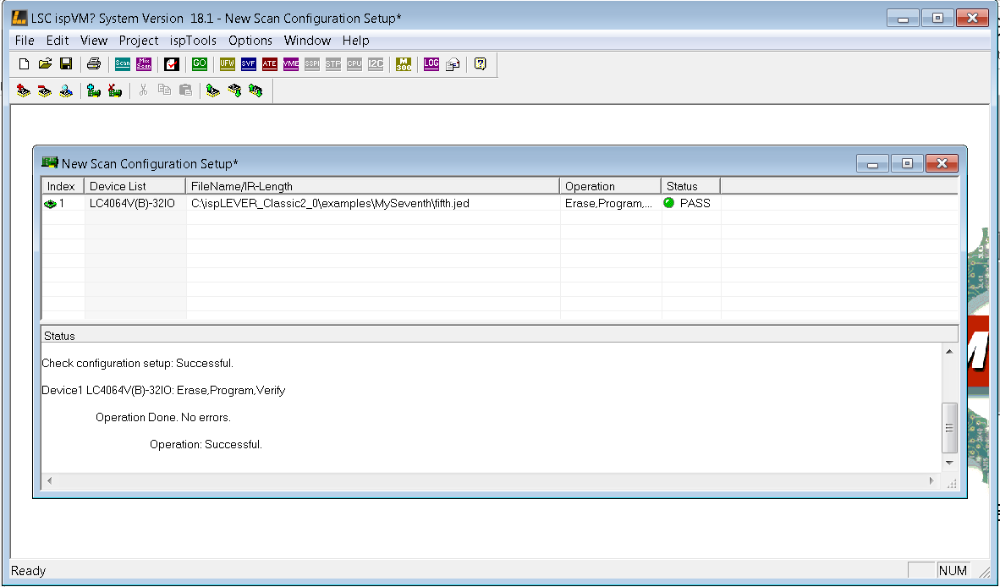 LSC ispVM? System Version 18.1 - New Scan Configuration Setup*
File Edit View Project ispTools Options Window Help
Scan Mix Scan GO UFW SVF ATE VME SSPI STP CPU I2C M 300 LOG
New Scan Configuration Setup*
Index Device List FileName/IR-Length Operation Status
1 LC4064V(B)-32IO C:\ispLEVER_Classic2_0\examples\MySeventh\fifth.jed Erase,Program,... PASS
Status
Check configuration setup: Successful.
Device1 LC4064V(B)-32IO: Erase,Program,Verify
Operation Done. No errors.
Operation: Successful.
Ready NUM